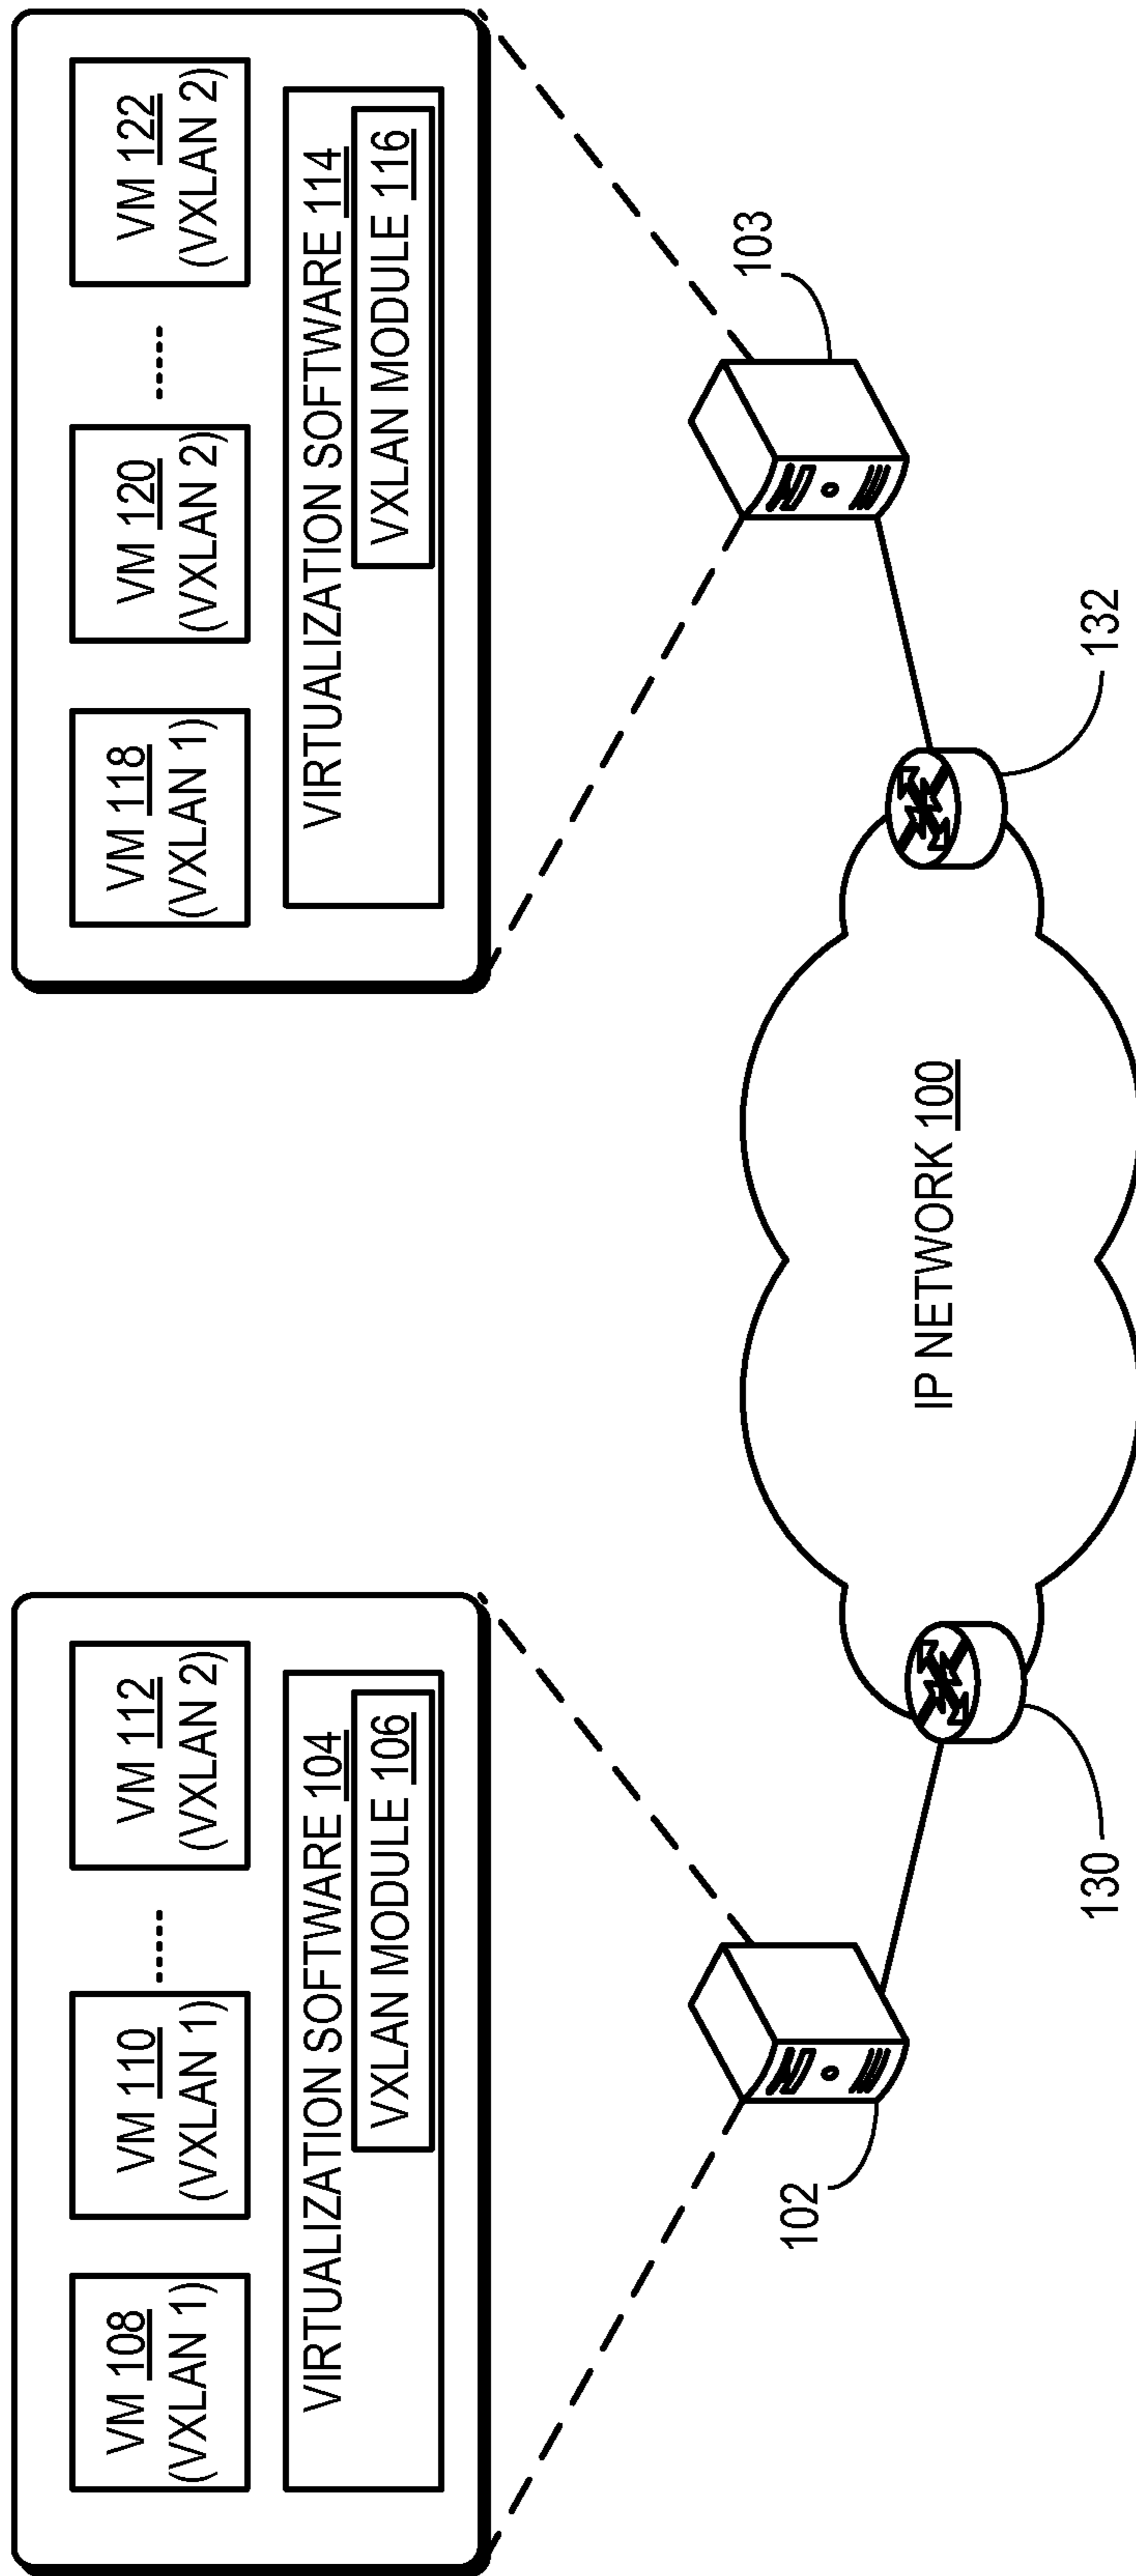 VM 108
(VXLAN 1)
VM 110
(VXLAN 1)
VM 112
(VXLAN 2)
VIRTUALIZATION SOFTWARE 104
VXLAN MODULE 106
VM 118
(VXLAN 1)
VM 120
(VXLAN 2)
VM 122
(VXLAN 2)
VIRTUALIZATION SOFTWARE 114
VXLAN MODULE 116
102
103
130
IP NETWORK 100
132